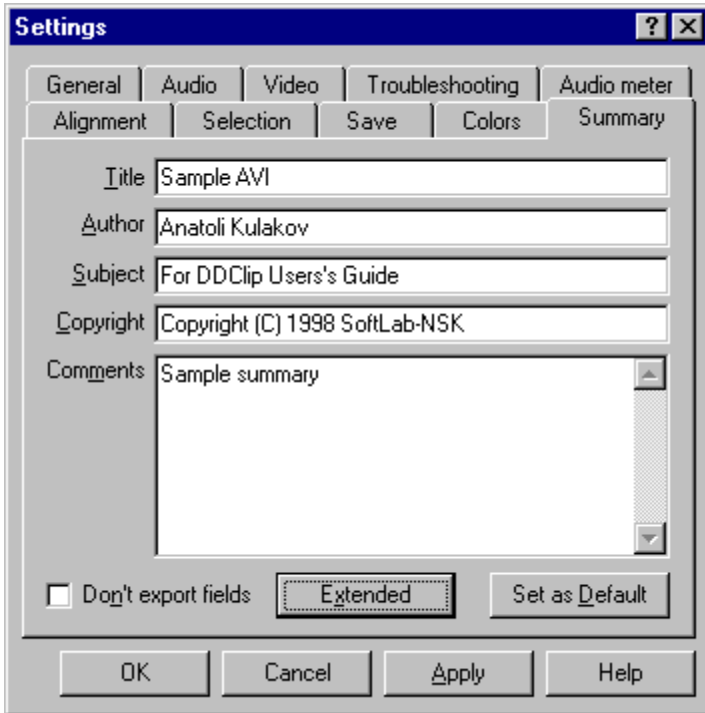 Settings
General Audio Video Troubleshooting Audio meter
Alignment Selection Save Colors Summary
Title Sample AVI
Author Anatoli Kulakov
Subject For DDClip Users's Guide
Copyright Copyright (C) 1998 SoftLab-NSK
Comments Sample summary
Don't export fields Extended Set as Default
OK Cancel Apply Help